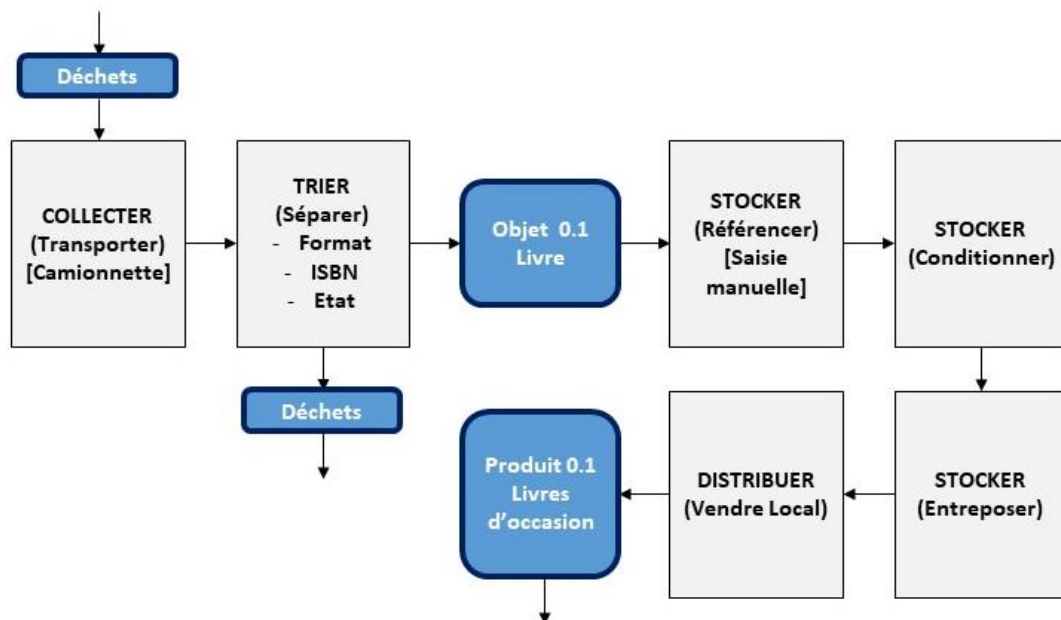 Déchets
COLLECTER
(Transporter)
[Camionnette]
TRIER
(Séparer)
- Format
- ISBN
- Etat
Objet 0.1
Livre
STOCKER
(Référencer)
[Saisie
manuelle]
STOCKER
(Conditionner)
Déchets
Produit 0.1
Livres
d’occasion
DISTRIBUER
(Vendre Local)
STOCKER
(Entreposer)